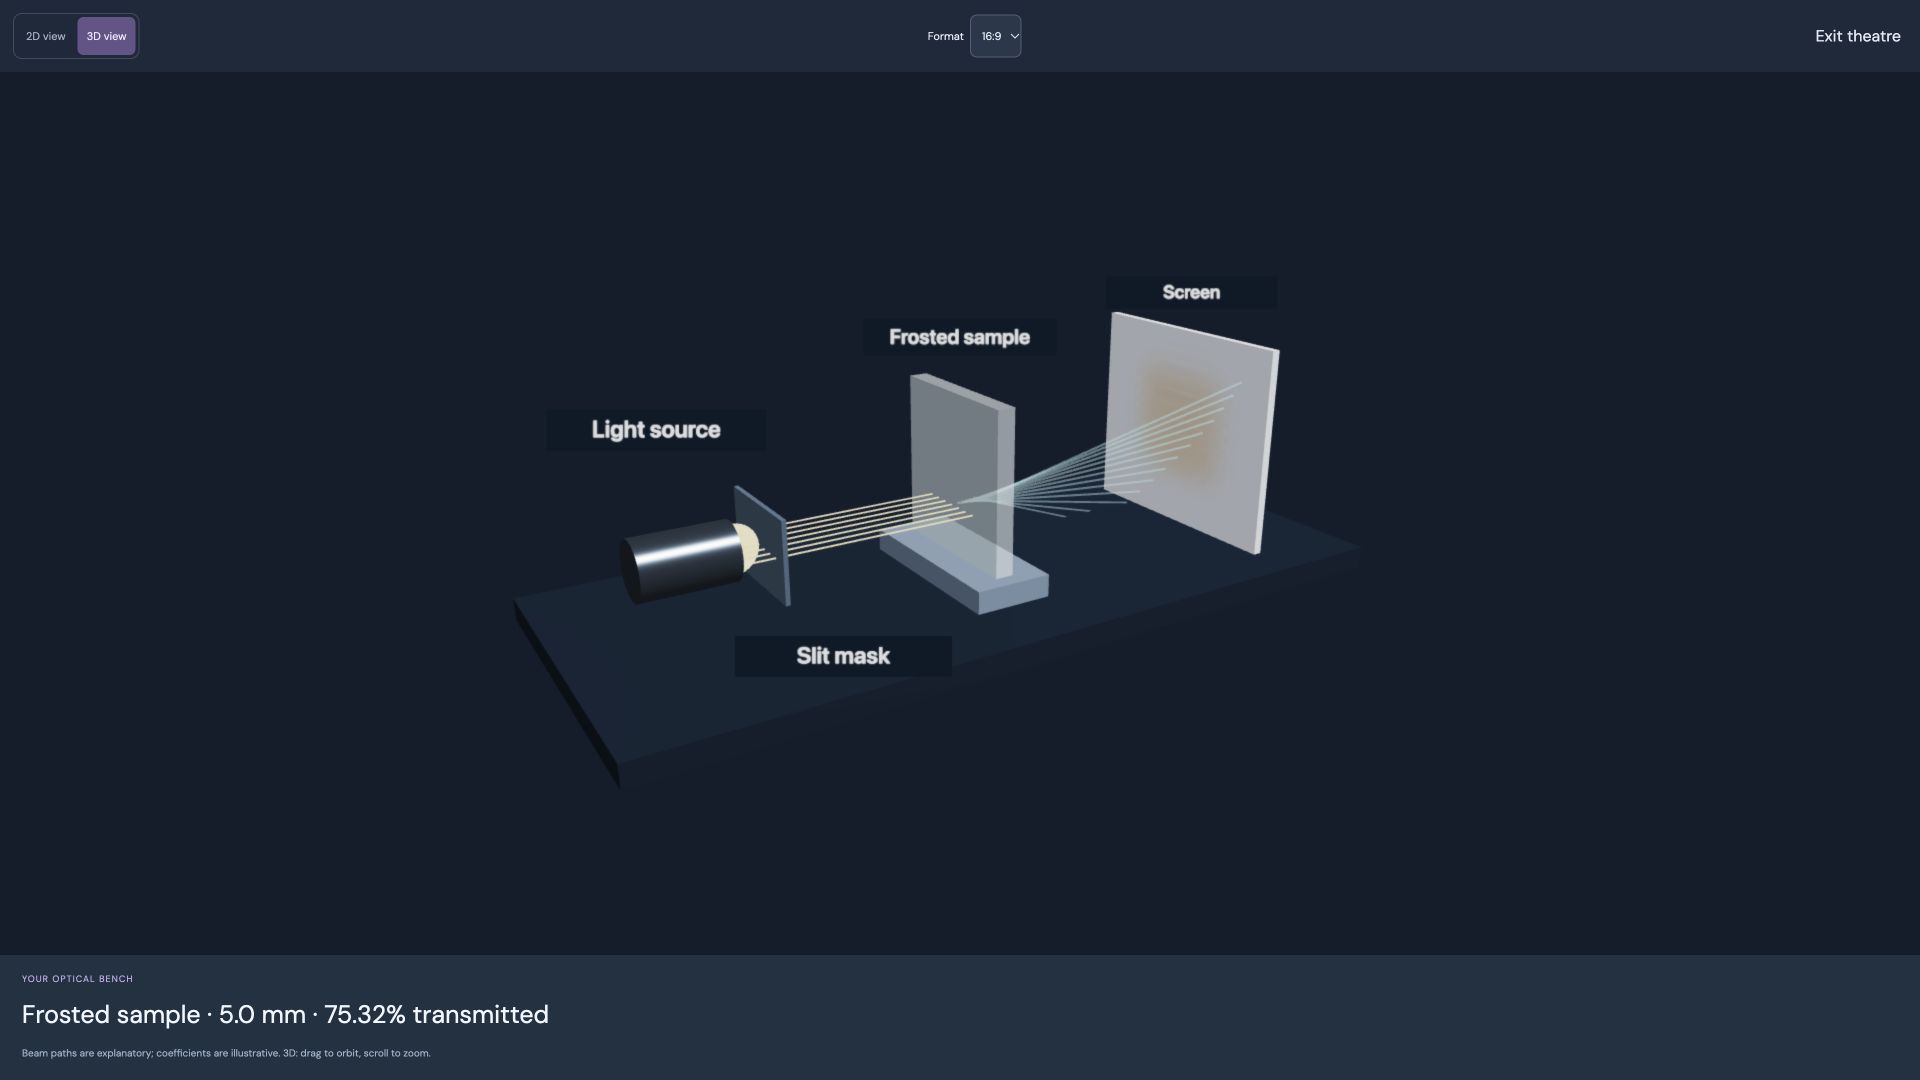 2D view
3D view
Format
16:9
Exit theatre
Screen
Frosted sample
Light source
Slit mask
YOUR OPTICAL BENCH
Frosted sample · 5.0 mm · 75.32% transmitted
Beam paths are explanatory; coefficients are illustrative. 3D: drag to orbit, scroll to zoom.